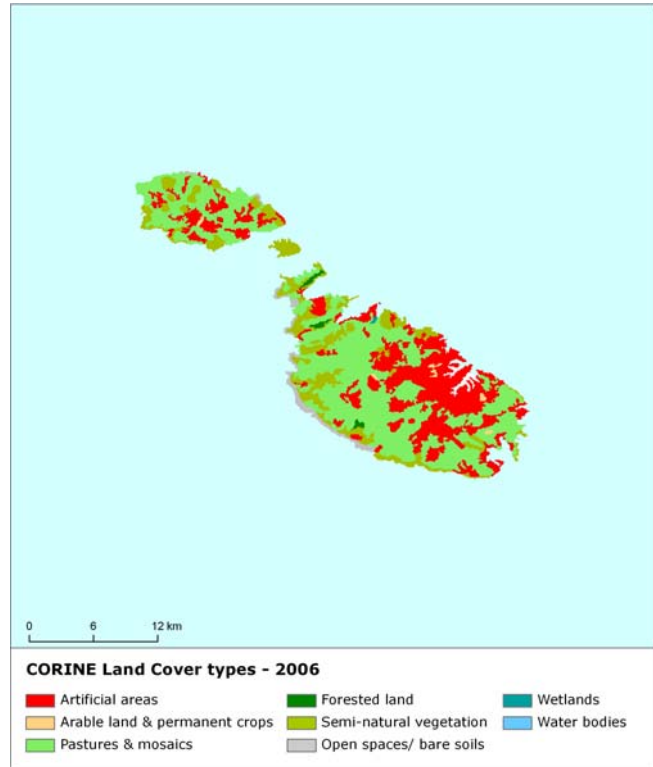 0 6 12 km
CORINE Land Cover types - 2006
Artificial areas
Arable land & permanent crops
Pastures & mosaics
Forested land
Semi-natural vegetation
Open spaces/ bare soils
Wetlands
Water bodies